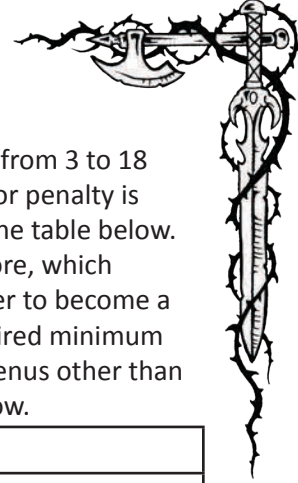 from 3 to 18
or penalty is
ne table below.
ore, which
er to become a
ired minimum
enus other than
ow.